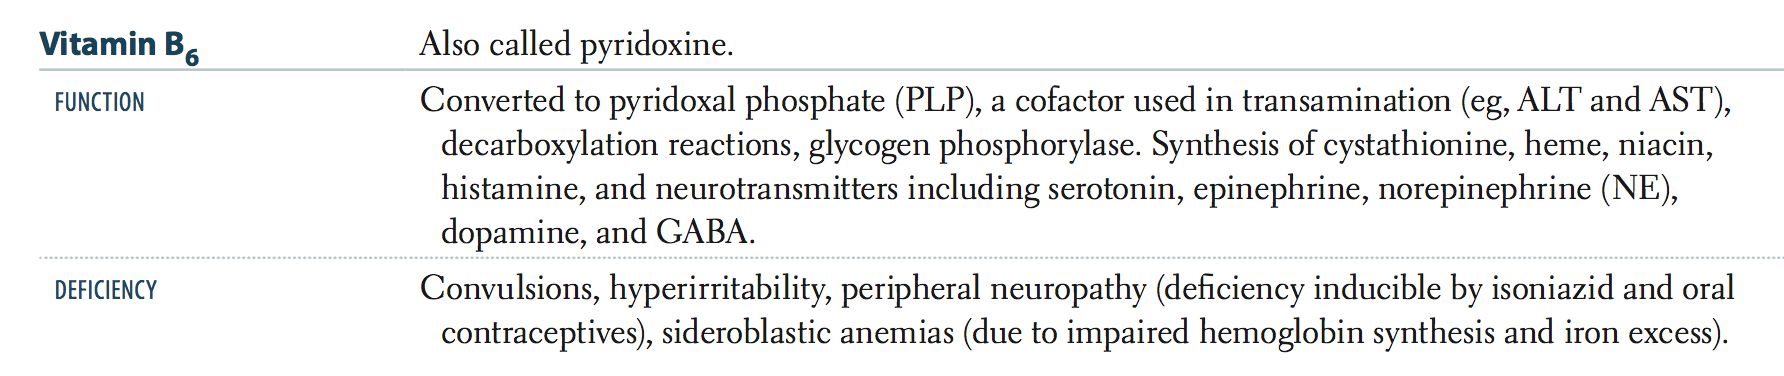 Vitamin B6 Also called pyridoxine.
FUNCTION Converted to pyridoxal phosphate (PLP), a cofactor used in transamination (eg, ALT and AST),
decarboxylation reactions, glycogen phosphorylase. Synthesis of cystathionine, heme, niacin,
histamine, and neurotransmitters including serotonin, epinephrine, norepinephrine (NE),
dopamine, and GABA.
DEFICIENCY Convulsions, hyperirritability, peripheral neuropathy (deficiency inducible by isoniazid and oral
contraceptives), sideroblastic anemias (due to impaired hemoglobin synthesis and iron excess).